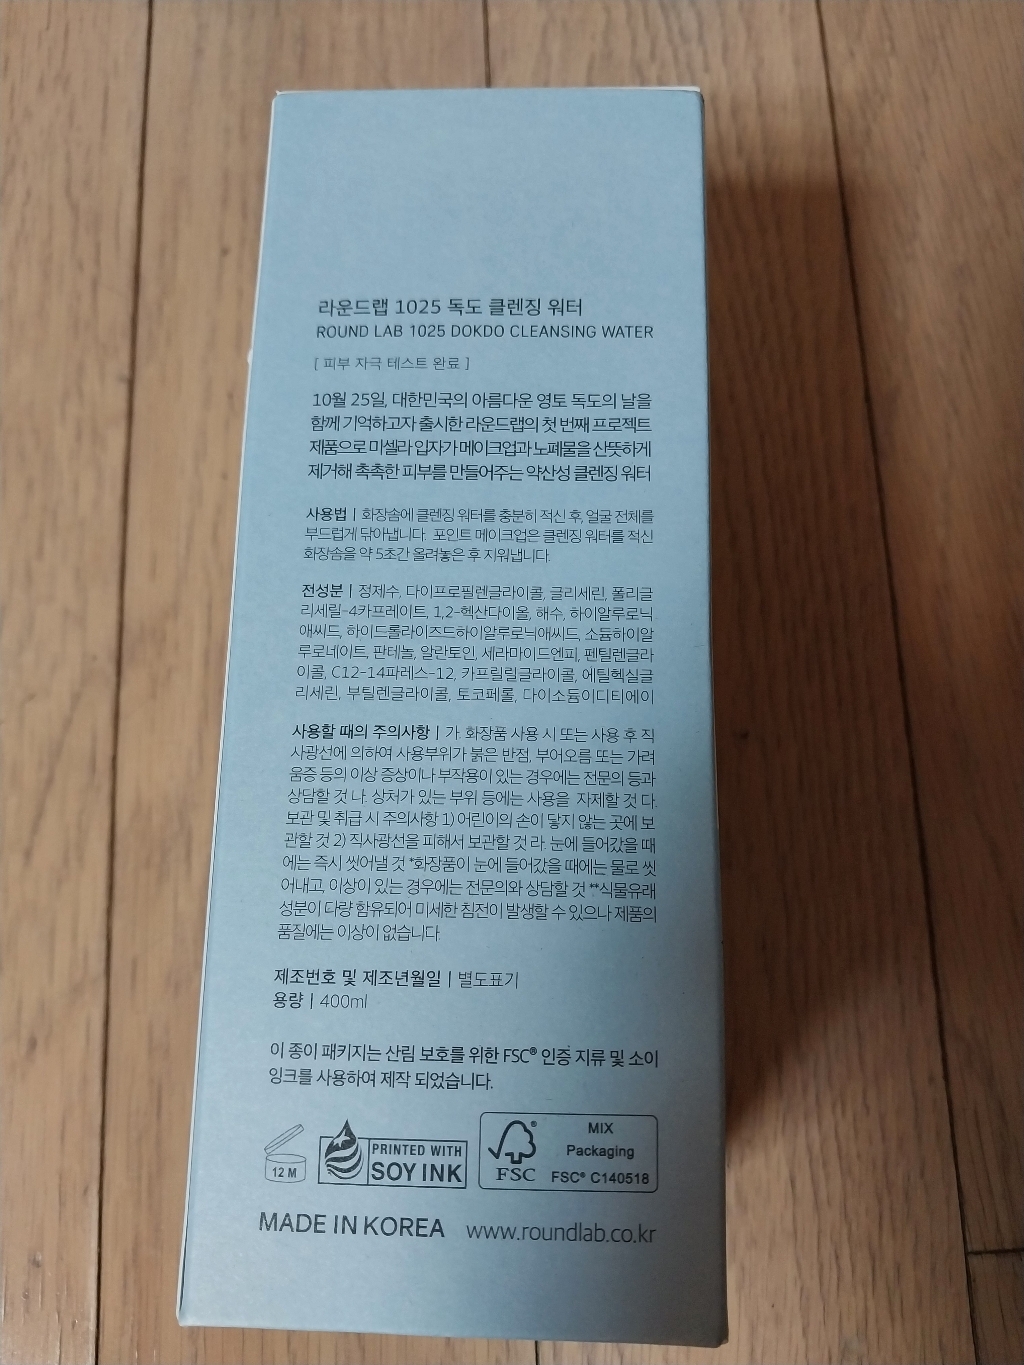 라운드랩 1025 독도 클렌징 워터
ROUND LAB 1025 DOKDO CLEANSING WATER
[ 피부 자극 테스트 완료 ]
10월 25일, 대한민국의 아름다운 영토 독도의 날을
함께 기억하고자 출시한 라운드랩의 첫 번째 프로젝트
제품으로 미셀라 입자가 메이크업과 노폐물을 산뜻하게
제거해 촉촉한 피부를 만들어주는 약산성 클렌징 워터
사용법 | 화장솜에 클렌징 워터를 충분히 적신 후, 얼굴 전체를
부드럽게 닦아냅니다. 포인트 메이크업은 클렌징 워터를 적신
화장솜을 약 5초간 올려놓은 후 지워냅니다.
전성분 | 정제수, 다이프로필렌글라이콜, 글리세린, 폴리글
리세릴-4카프레이트, 1,2-헥산다이올, 해수, 하이알루로닉
애씨드, 하이드롤라이즈드하이알루로닉애씨드, 소듐하이알
루로네이트, 판테놀, 알란토인, 세라마이드엔피, 펜틸렌글라
이콜, C12-14파레스-12, 카프릴릴글라이콜, 에틸헥실글
리세린, 부틸렌글라이콜, 토코페롤, 다이소듐이디티에이
사용할 때의 주의사항 | 가. 화장품 사용 시 또는 사용 후 직
사광선에 의하여 사용부위가 붉은 반점, 부어오름 또는 가려
움증 등의 이상 증상이나 부작용이 있는 경우에는 전문의 등과
상담할 것 나. 상처가 있는 부위 등에는 사용을 자제할 것 다.
보관 및 취급 시 주의사항 1) 어린이의 손이 닿지 않는 곳에 보
관할 것 2) 직사광선을 피해서 보관할 것 라. 눈에 들어갔을 때
에는 즉시 씻어낼 것 *화장품이 눈에 들어갔을 때에는 물로 씻
어내고, 이상이 있는 경우에는 전문의와 상담할 것 **식물유래
성분이 다량 함유되어 미세한 침전이 발생할 수 있으나 제품의
품질에는 이상이 없습니다.
제조번호 및 제조년월일 | 별도표기
용량 | 400ml
이 종이 패키지는 산림 보호를 위한 FSC® 인증 지류 및 소이
잉크를 사용하여 제작 되었습니다.
12 M
PRINTED WITH
SOY INK
FSC
MIX
Packaging
FSC® C140518
MADE IN KOREA www.roundlab.co.kr